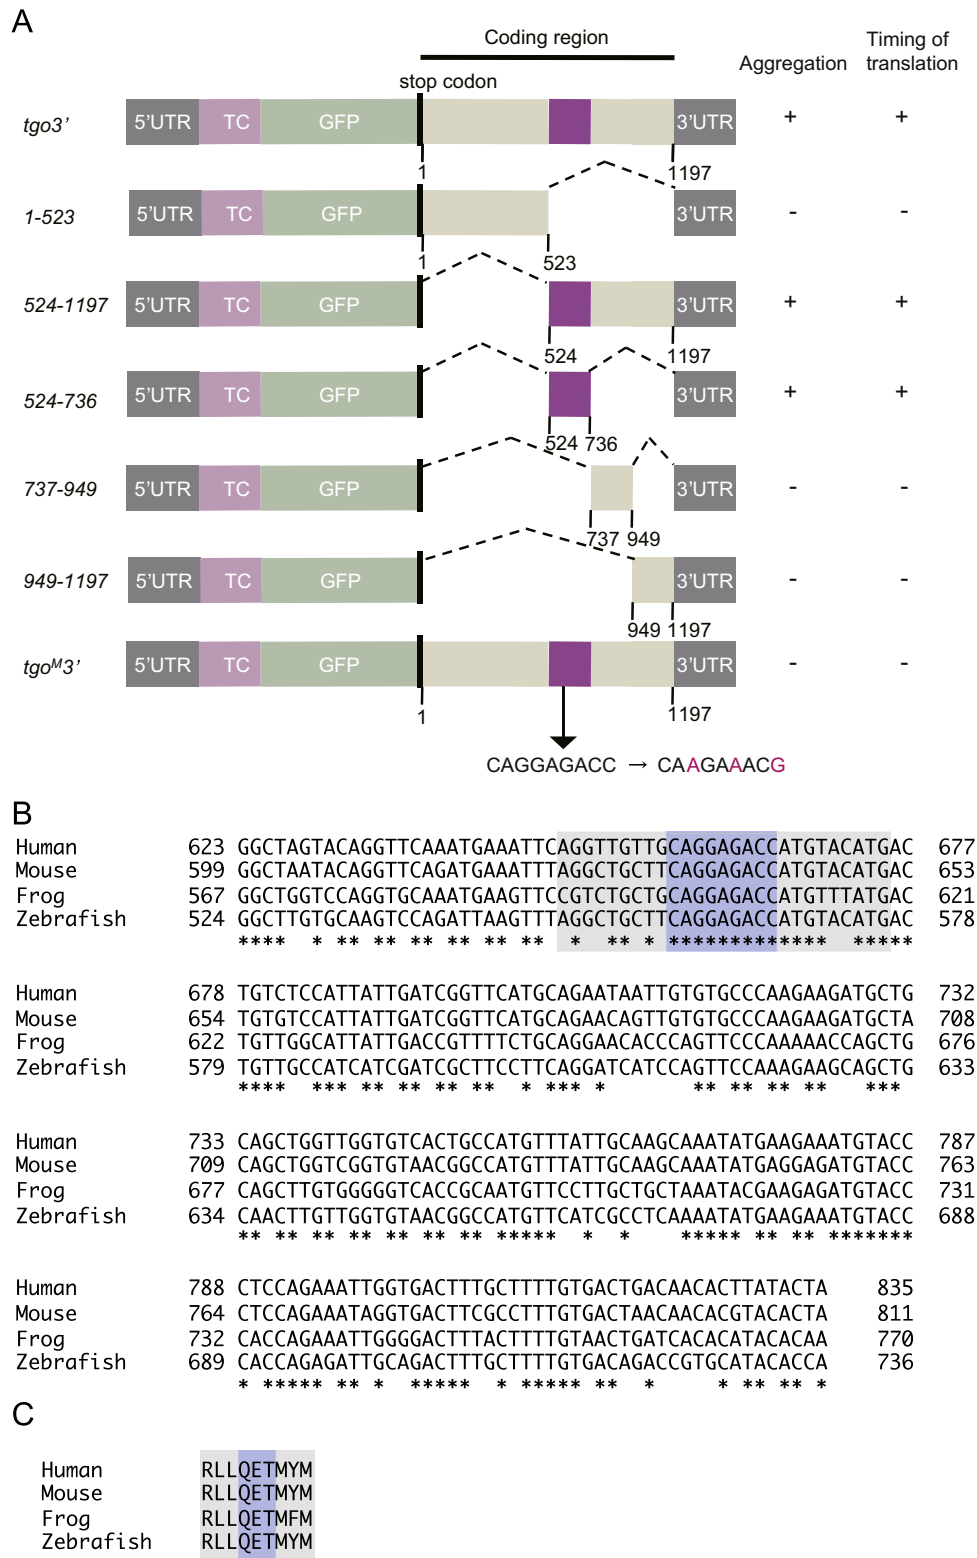 A
Coding region
Aggregation
Timing of
translation
stop codon
tgo3’ 5’UTR TC GFP 3’UTR + +
1 1197
1-523 5’UTR TC GFP 3’UTR - -
1 523
524-1197 5’UTR TC GFP 3’UTR + +
524 1197
524-736 5’UTR TC GFP 3’UTR + +
524 736
737-949 5’UTR TC GFP 3’UTR - -
737 949
949-1197 5’UTR TC GFP 3’UTR - -
949 1197
tgoM3’ 5’UTR TC GFP 3’UTR - -
1 1197
CAGGAGACC → CAAGAAACG
B
Human 623 GGCTAGTACAGGTTCAAATGAAATTCAGGTTGTTGCAGGAGACCATGTACATGAC 677
Mouse 599 GGCTAATACAGGTTCAGATGAAATTCAGGCTGCTTCAGGAGACCATGTACATGAC 653
Frog 567 GGCTGGTCCAGGTGCAAATGAAGTTCCGTCTGCTGCAGGAGACCATGTTTATGAC 621
Zebrafish 524 GGCTTGTGCAAGTCCAGATTAAGTTTAGGCTGCTTCAGGAGACCATGTACATGAC 578
**** * ** ** ** ** ** ** ** * ** * ************* *****
Human 678 TGTCTCCATTATTGATCGGTTCATGCAGAATAATTGTGTGCCCAAGAAGATGCTG 732
Mouse 654 TGTGTCCATTATTGATCGGTTCATGCAGAACAGTTGTGTGCCCAAGAAGATGCTA 708
Frog 622 TGTTGGCATTATTGACCGTTTTCTGCAGGAACACCCAGTTCCCAAAAACCAGCTG 676
Zebrafish 579 TGTTGCCATCATCGATCGCTTCCTTCAGGATCATCCAGTTCCAAAGAAGCAGCTG 633
**** *** ** ** ** ** ** * *** * ** ** ** ** ***
Human 733 CAGCTGGTTGGTGTCACTGCCATGTTTATTGCAAGCAAATATGAAGAAATGTACC 787
Mouse 709 CAGCTGGTCGGTGTAACGGCCATGTTTATTGCAAGCAAATATGAGGAGATGTACC 763
Frog 677 CAGCTTGTGGGGGTCACCGCAATGTTCCTTGCTGCTAAATACGAAGAGATGTACC 731
Zebrafish 634 CAACTTGTTGGTGTAACGGCCATGTTCATCGCCTCAAAATATGAAGAAATGTACC 688
** ** ** ** ** ** ** ***** * * ***** ** ** *******
Human 788 CTCCAGAAATTGGTGACTTTGCTTTTGTGACTGACAACACTTATACTA 835
Mouse 764 CTCCAGAAATAGGTGACTTCGCCTTTGTGACTAACAACACGTACACTA 811
Frog 732 CACCAGAAATTGGGGACTTTACTTTTGTAACTGATCACACATACACAA 770
Zebrafish 689 CACCAGAGATTGCAGACTTTGCTTTTGTGACAGACCGTGCATACACCA 736
* ***** ** * ***** * ***** ** * * ** ** *
C
Human RLLQETMYM
Mouse RLLQETMYM
Frog RLLQETMFM
Zebrafish RLLQETMYM